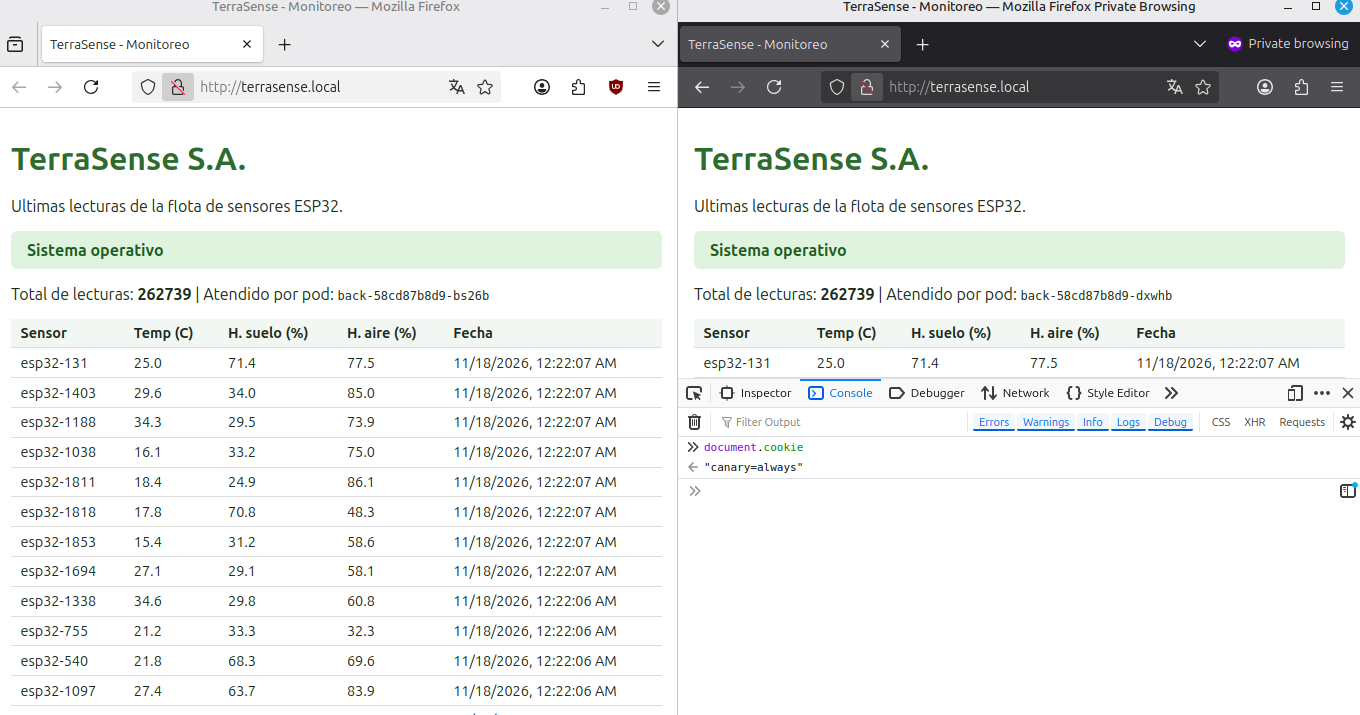 TerraSense - Monitoreo — Mozilla Firefox
TerraSense - Monitoreo
http://terrasense.local
TerraSense S.A.
Ultimas lecturas de la flota de sensores ESP32.
Sistema operativo
Total de lecturas: 262739 | Atendido por pod: back-58cd87b8d9-bs26b
Sensor Temp (C) H. suelo (%) H. aire (%) Fecha
esp32-131 25.0 71.4 77.5 11/18/2026, 12:22:07 AM
esp32-1403 29.6 34.0 85.0 11/18/2026, 12:22:07 AM
esp32-1188 34.3 29.5 73.9 11/18/2026, 12:22:07 AM
esp32-1038 16.1 33.2 75.0 11/18/2026, 12:22:07 AM
esp32-1811 18.4 24.9 86.1 11/18/2026, 12:22:07 AM
esp32-1818 17.8 70.8 48.3 11/18/2026, 12:22:07 AM
esp32-1853 15.4 31.2 58.6 11/18/2026, 12:22:07 AM
esp32-1694 27.1 29.1 58.1 11/18/2026, 12:22:07 AM
esp32-1338 34.6 29.8 60.8 11/18/2026, 12:22:06 AM
esp32-755 21.2 33.3 32.3 11/18/2026, 12:22:06 AM
esp32-540 21.8 68.3 69.6 11/18/2026, 12:22:06 AM
esp32-1097 27.4 63.7 83.9 11/18/2026, 12:22:06 AM
TerraSense - Monitoreo — Mozilla Firefox Private Browsing
TerraSense - Monitoreo
Private browsing
http://terrasense.local
TerraSense S.A.
Ultimas lecturas de la flota de sensores ESP32.
Sistema operativo
Total de lecturas: 262739 | Atendido por pod: back-58cd87b8d9-dxwhb
Sensor Temp (C) H. suelo (%) H. aire (%) Fecha
esp32-131 25.0 71.4 77.5 11/18/2026, 12:22:07 AM
Inspector Console Debugger Network Style Editor
Filter Output Errors Warnings Info Logs Debug CSS XHR Requests
document.cookie
"canary=always"